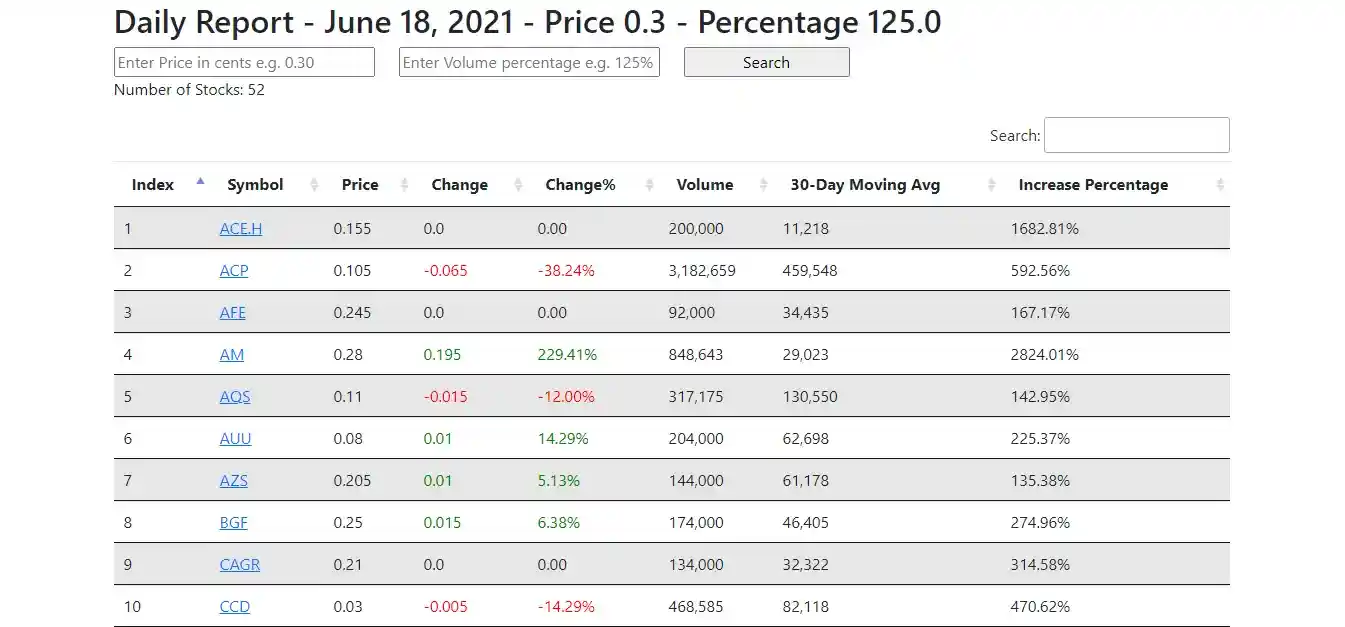 Daily Report - June 18, 2021 - Price 0.3 - Percentage 125.0
Enter Price in cents e.g. 0.30 Enter Volume percentage e.g. 125% Search
Number of Stocks: 52
Search:
Index Symbol Price Change Change% Volume 30-Day Moving Avg Increase Percentage
1 ACE.H 0.155 0.0 0.00 200,000 11,218 1682.81%
2 ACP 0.105 -0.065 -38.24% 3,182,659 459,548 592.56%
3 AFE 0.245 0.0 0.00 92,000 34,435 167.17%
4 AM 0.28 0.195 229.41% 848,643 29,023 2824.01%
5 AQS 0.11 -0.015 -12.00% 317,175 130,550 142.95%
6 AUU 0.08 0.01 14.29% 204,000 62,698 225.37%
7 AZS 0.205 0.01 5.13% 144,000 61,178 135.38%
8 BGF 0.25 0.015 6.38% 174,000 46,405 274.96%
9 CAGR 0.21 0.0 0.00 134,000 32,322 314.58%
10 CCD 0.03 -0.005 -14.29% 468,585 82,118 470.62%